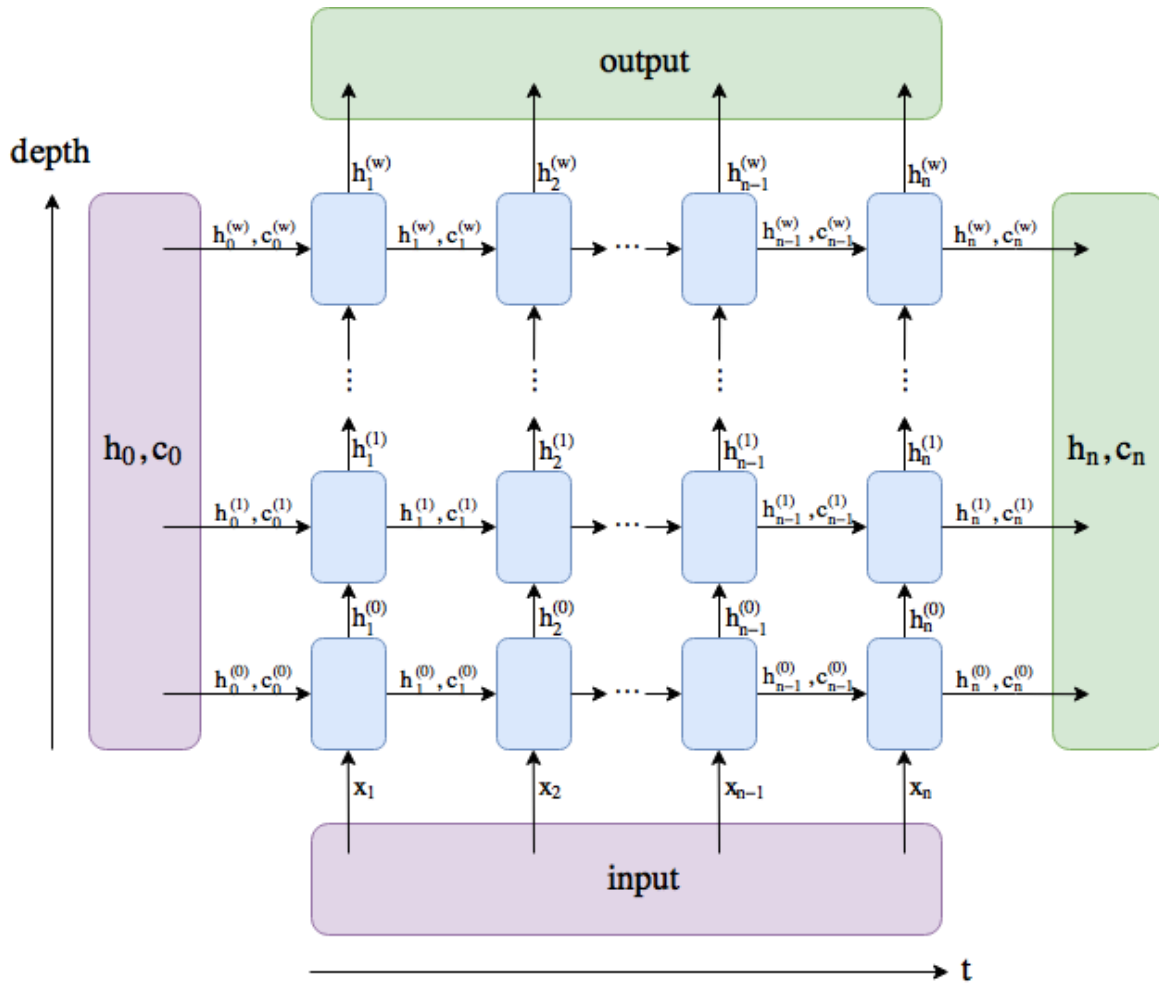 output
depth
h₁⁽ʷ⁾ h₂⁽ʷ⁾ hₙ₋₁⁽ʷ⁾ hₙ⁽ʷ⁾
h₀⁽ʷ⁾, c₀⁽ʷ⁾ h₁⁽ʷ⁾, c₁⁽ʷ⁾ ... hₙ₋₁⁽ʷ⁾, cₙ₋₁⁽ʷ⁾ hₙ⁽ʷ⁾, cₙ⁽ʷ⁾
⋮ ⋮ ⋮ ⋮
h₀, c₀ h₁⁽¹⁾ h₂⁽¹⁾ hₙ₋₁⁽¹⁾ hₙ⁽¹⁾ hₙ, cₙ
h₀⁽¹⁾, c₀⁽¹⁾ h₁⁽¹⁾, c₁⁽¹⁾ ... hₙ₋₁⁽¹⁾, cₙ₋₁⁽¹⁾ hₙ⁽¹⁾, cₙ⁽¹⁾
h₁⁽⁰⁾ h₂⁽⁰⁾ hₙ₋₁⁽⁰⁾ hₙ⁽⁰⁾
h₀⁽⁰⁾, c₀⁽⁰⁾ h₁⁽⁰⁾, c₁⁽⁰⁾ ... hₙ₋₁⁽⁰⁾, cₙ₋₁⁽⁰⁾ hₙ⁽⁰⁾, cₙ⁽⁰⁾
x₁ x₂ xₙ₋₁ xₙ
input
t